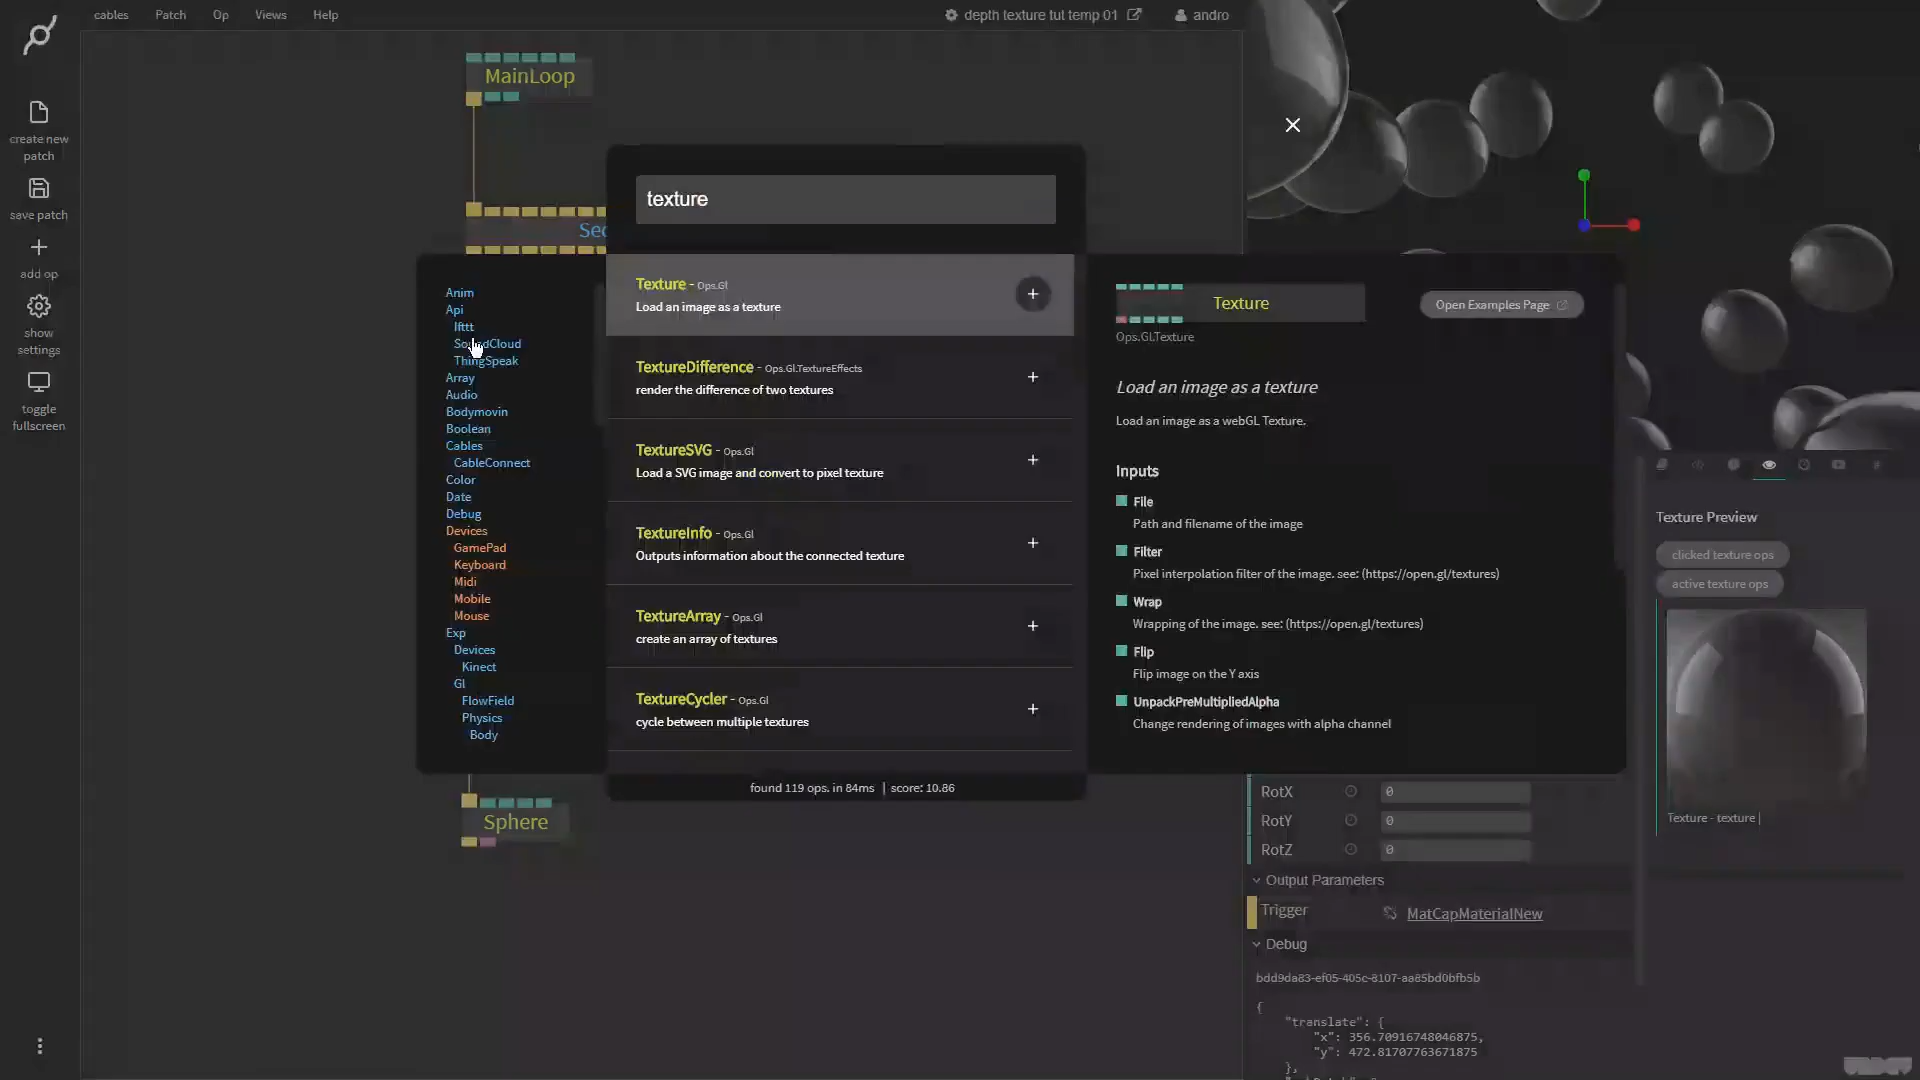 cables Patch Op Views Help
depth texture tut temp 01
andro
create new
patch
save patch
add op
show
settings
toggle
fullscreen
MainLoop
texture
Anim
Api
Ifttt
SoundCloud
ThingSpeak
Array
Audio
Bodymovin
Boolean
Cables
CableConnect
Color
Date
Debug
Devices
GamePad
Keyboard
Midi
Mobile
Mouse
Exp
Devices
Kinect
Gl
FlowField
Physics
Body
Texture - Ops.Gl
Load an image as a texture
TextureDifference - Ops.Gl.TextureEffects
render the difference of two textures
TextureSVG - Ops.Gl
Load a SVG image and convert to pixel texture
TextureInfo - Ops.Gl
Outputs information about the connected texture
TextureArray - Ops.Gl
create an array of textures
TextureCycler - Ops.Gl
cycle between multiple textures
found 119 ops. in 84ms | score: 10.86
Texture
Open Examples Page
Ops.Gl.Texture
Load an image as a texture
Load an image as a webGL Texture.
Inputs
File
Path and filename of the image
Filter
Pixel interpolation filter of the image. see: (https://open.gl/textures)
Wrap
Wrapping of the image. see: (https://open.gl/textures)
Flip
Flip image on the Y axis
UnpackPreMultipliedAlpha
Change rendering of images with alpha channel
Texture Preview
clicked texture ops
active texture ops
Texture - texture |
Sphere
RotX 0
RotY 0
RotZ 0
Output Parameters
Trigger MatCapMaterialNew
Debug
bdd9da83-ef05-405c-8107-aa85bd0bfb5b
{
"translate": {
"x": 356.70916748046875,
"y": 472.81707763671875
},